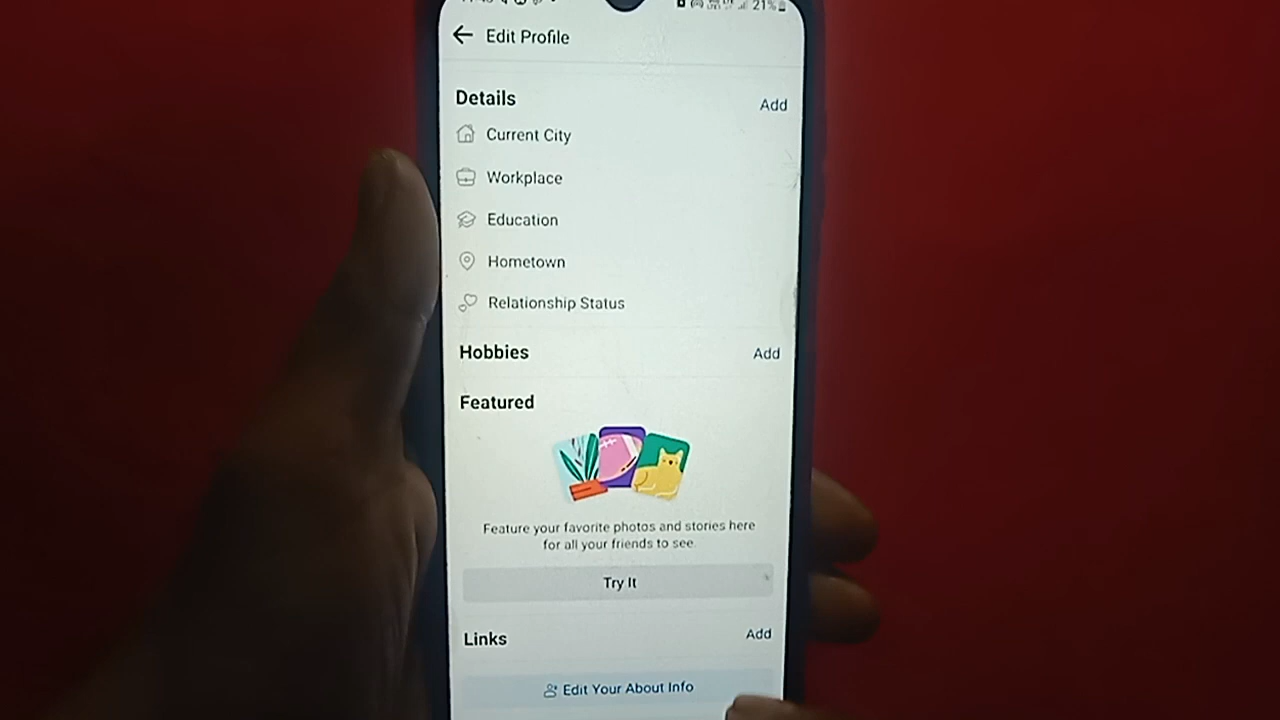 21%
Edit Profile
Details
Add
Current City
Workplace
Education
Hometown
Relationship Status
Hobbies
Add
Featured
Feature your favorite photos and stories here
for all your friends to see.
Try It
Links
Add
Edit Your About Info